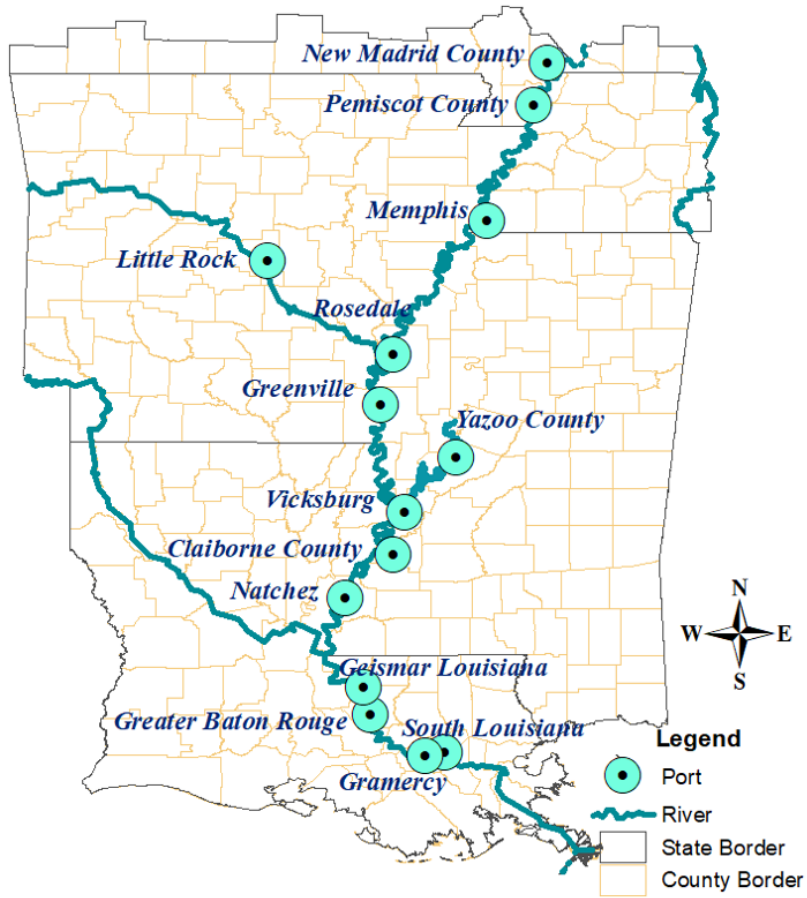 New Madrid County
Pemiscot County
Memphis
Little Rock
Rosedale
Greenville
Yazoo County
Vicksburg
Claiborne County
Natchez
N
W E
S
Geismar Louisiana
Greater Baton Rouge
South Louisiana
Gramercy
Legend
Port
River
State Border
County Border